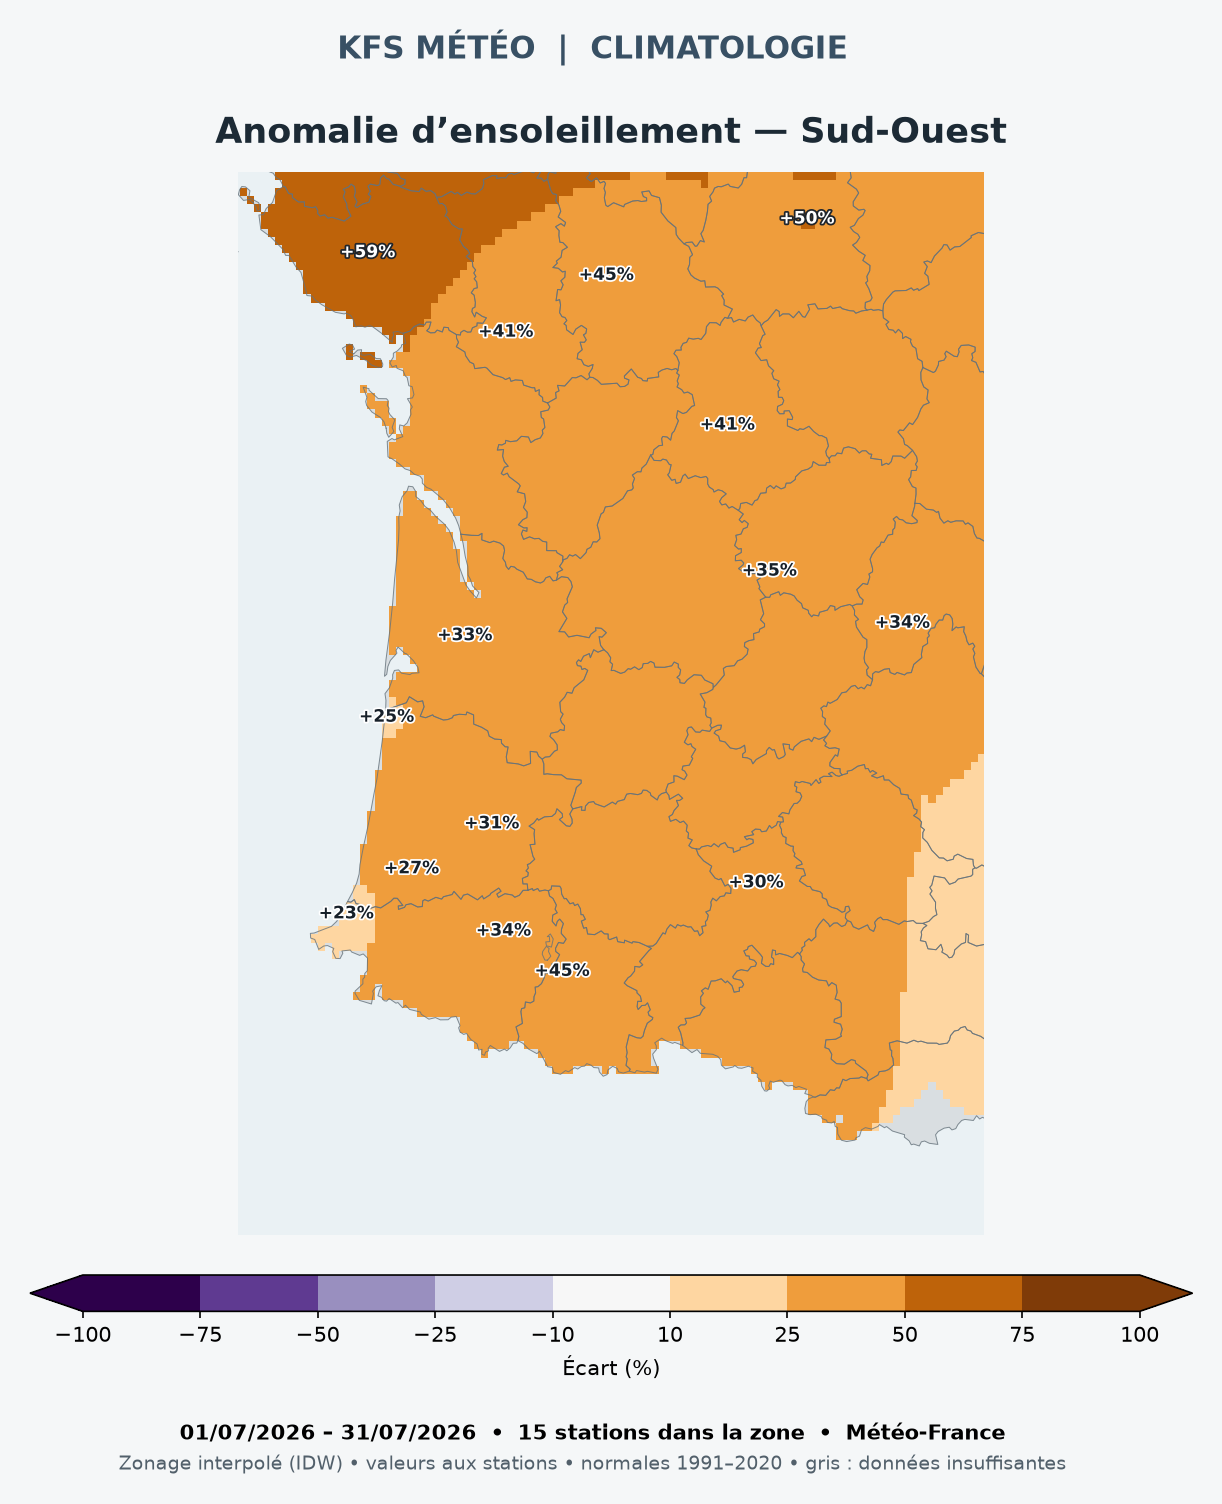 KFS MÉTÉO | CLIMATOLOGIE
Anomalie d’ensoleillement — Sud-Ouest
+50%
+59%
+45%
+41%
+41%
+35%
+34%
+33%
+25%
+31%
+27%
+30%
+23%
+34%
+45%
−100 −75 −50 −25 −10 10 25 50 75 100
Écart (%)
01/07/2026 – 31/07/2026 • 15 stations dans la zone • Météo-France
Zonage interpolé (IDW) • valeurs aux stations • normales 1991–2020 • gris : données insuffisantes